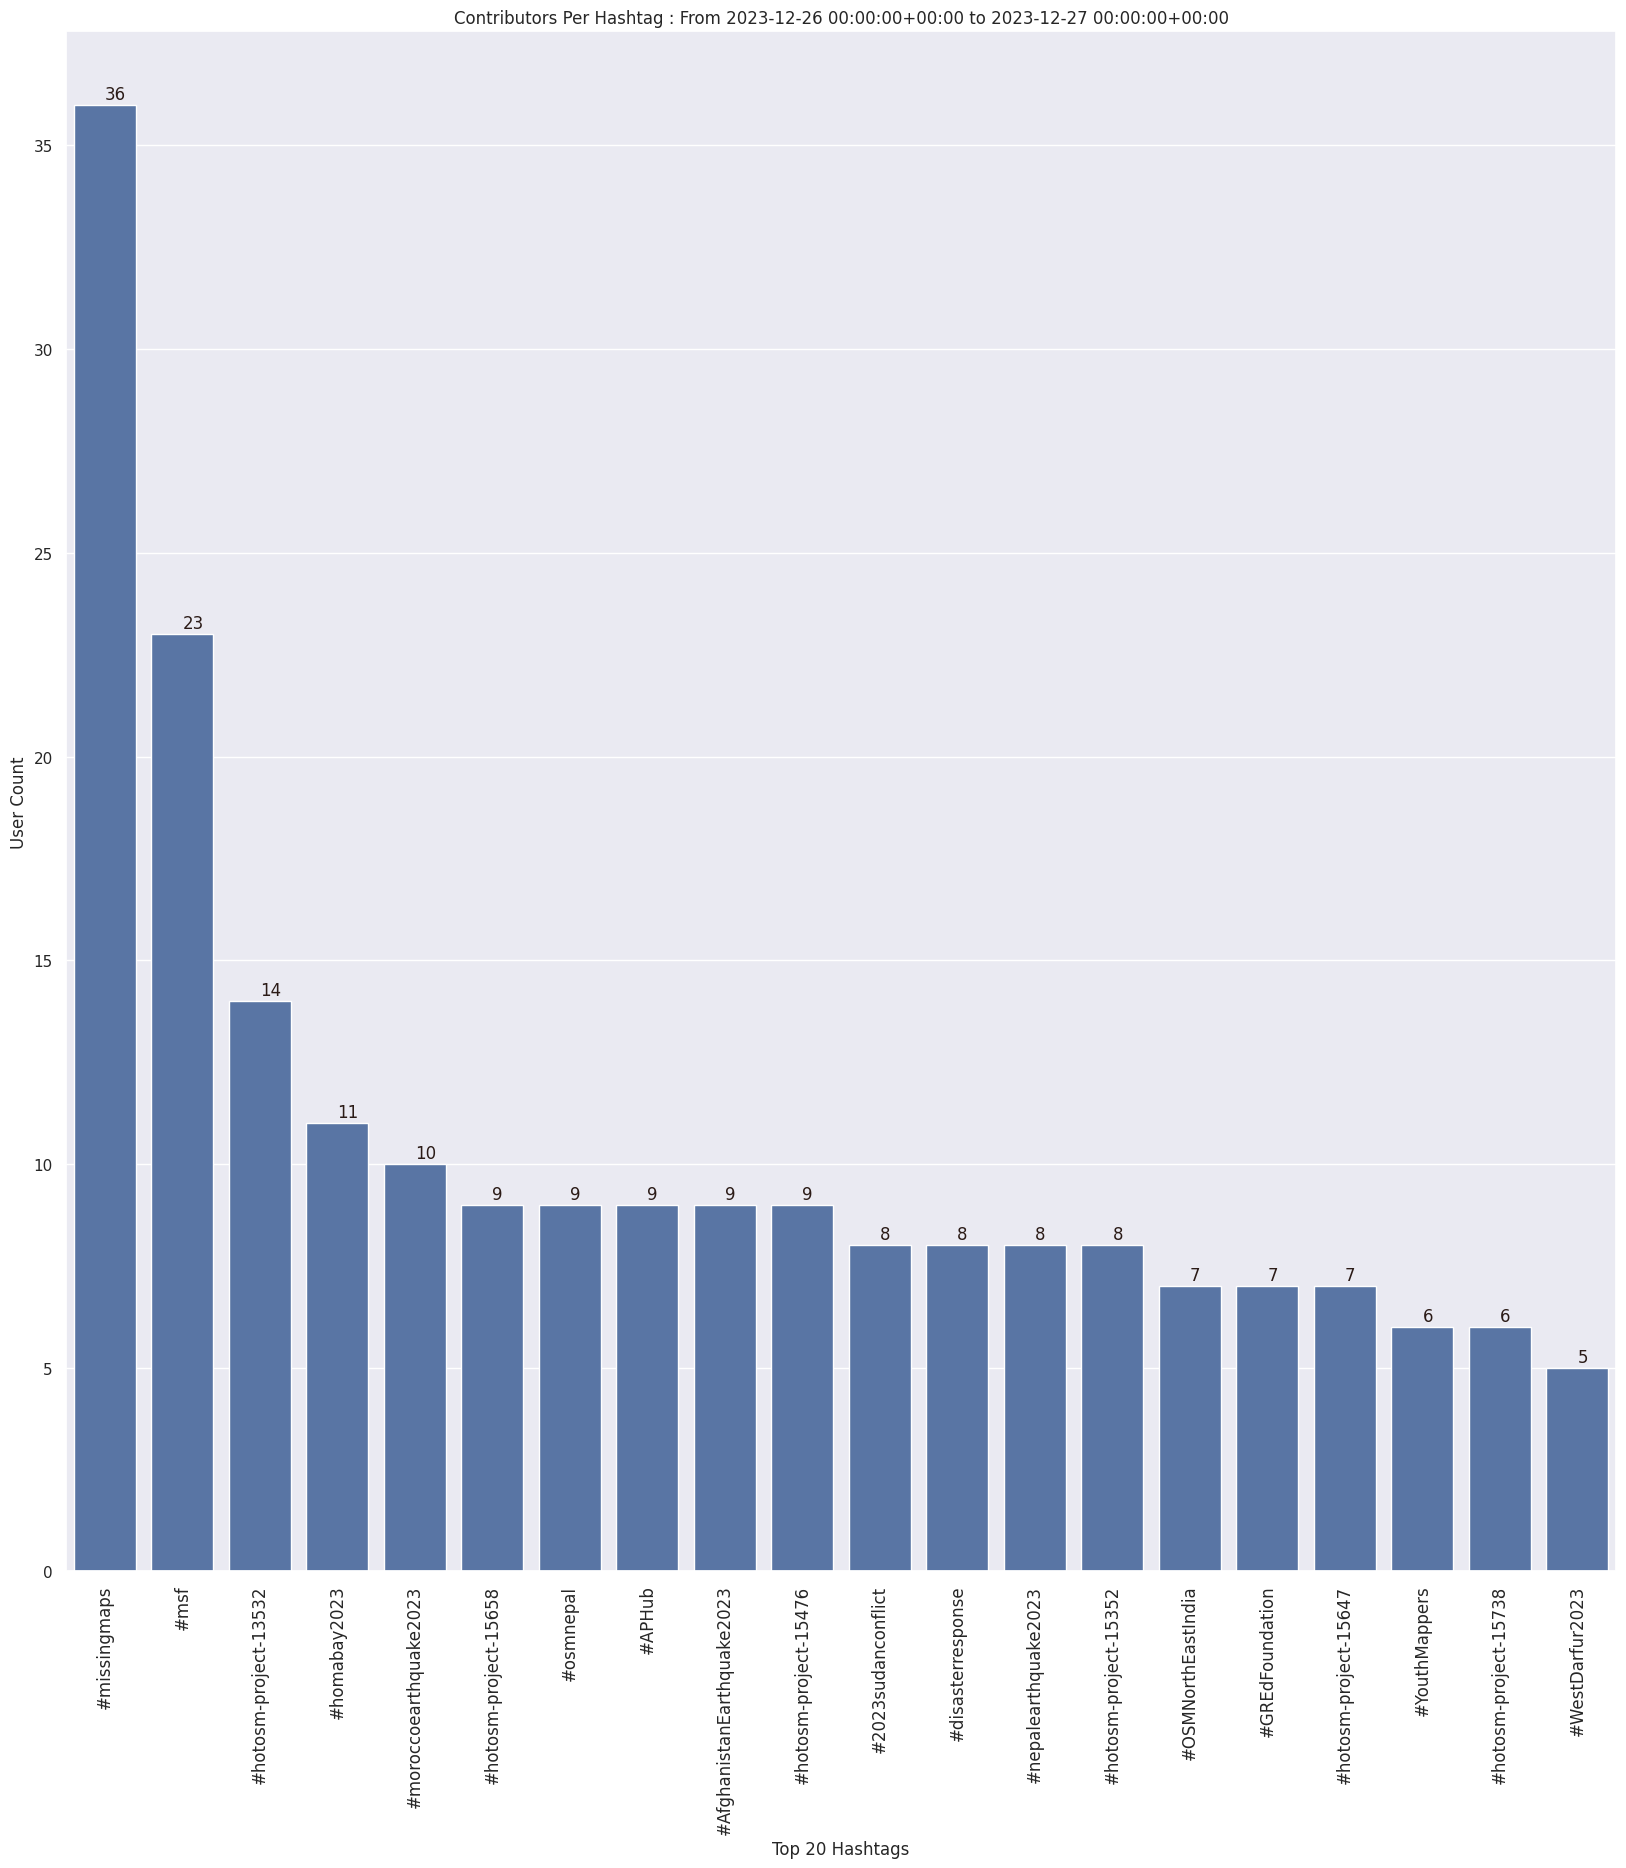 Contributors Per Hashtag : From 2023-12-26 00:00:00+00:00 to 2023-12-27 00:00:00+00:00
User Count
35
30
25
20
15
10
5
0
36
23
14
11
10
9
9
9
9
9
8
8
8
8
7
7
7
6
6
5
#missingmaps
#msf
#hotosm-project-13532
#homabay2023
#moroccoearthquake2023
#hotosm-project-15658
#osmnepal
#APHub
#AfghanistanEarthquake2023
#hotosm-project-15476
#2023sudanconflict
#disasterresponse
#nepalearthquake2023
#hotosm-project-15352
#OSMNorthEastIndia
#GREdFoundation
#hotosm-project-15647
#YouthMappers
#hotosm-project-15738
#WestDarfur2023
Top 20 Hashtags